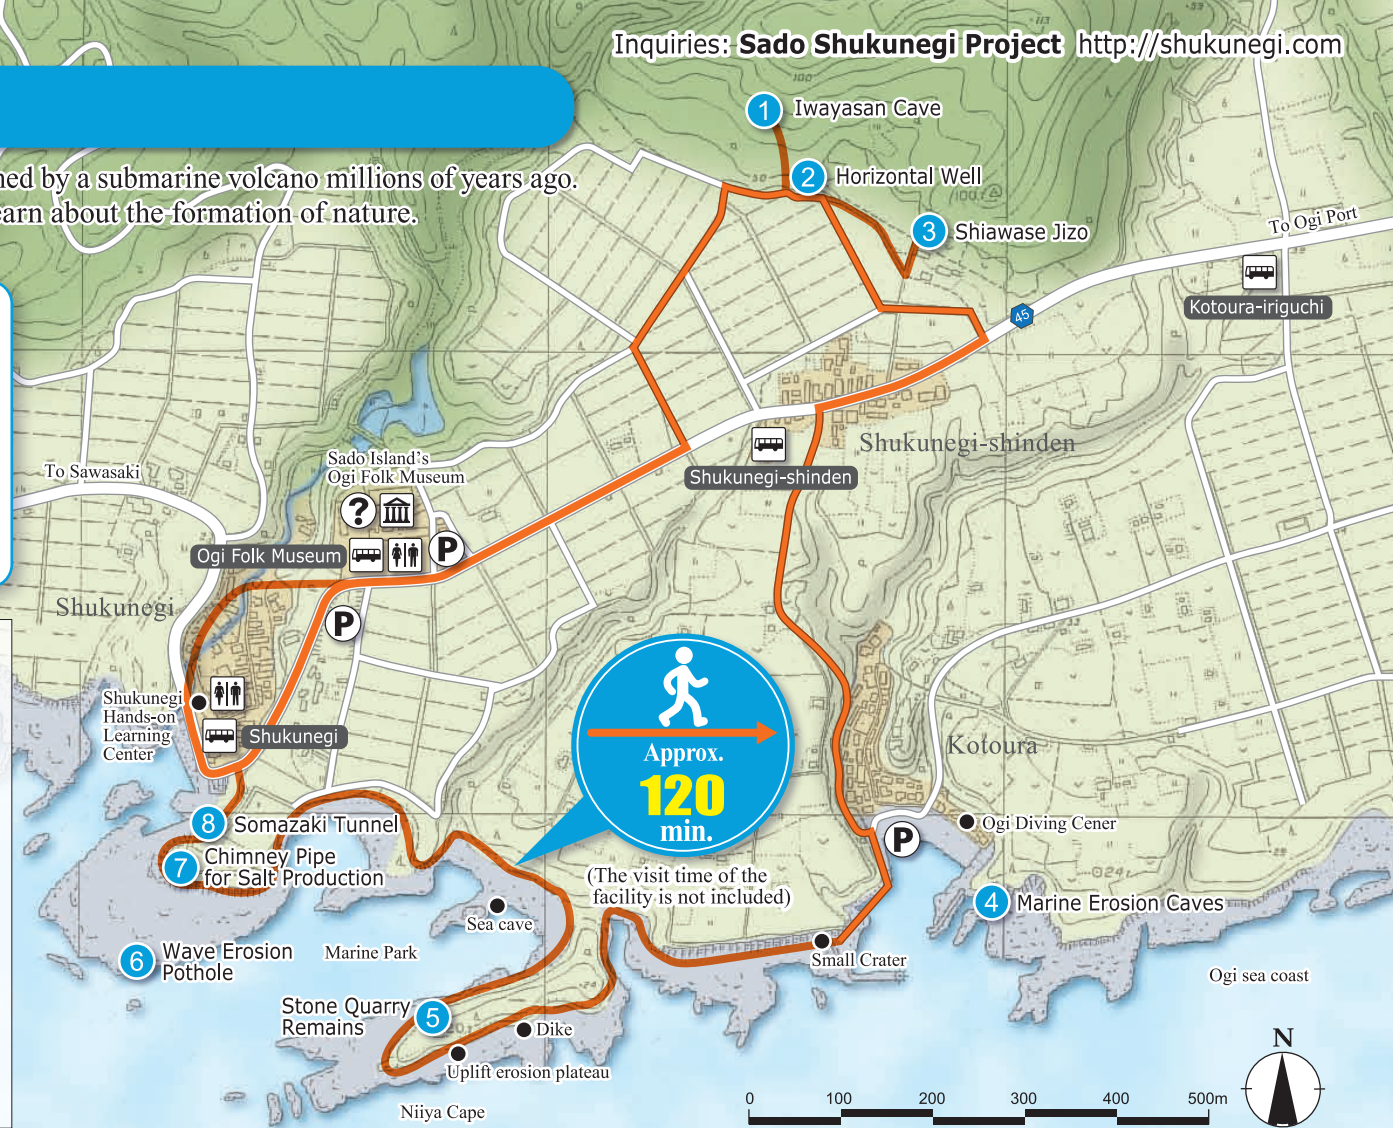 Inquiries: Sado Shukunegi Project http://shukunegi.com
ned by a submarine volcano millions of years ago.
earn about the formation of nature.
1 Iwayasan Cave
2 Horizontal Well
3 Shiawase Jizo
To Ogi Port
Kotoura-iriguchi
45
Shukunegi-shinden
Shukunegi-shinden
To Sawasaki
Sado Island's
Ogi Folk Museum
?
Ogi Folk Museum
P
Shukunegi
P
Shukunegi
Hands-on
Learning
Center
Shukunegi
Approx.
120
min.
(The visit time of the
facility is not included)
Kotoura
Ogi Diving Cener
P
8 Somazaki Tunnel
7 Chimney Pipe
for Salt Production
4 Marine Erosion Caves
Sea cave
Marine Park
6 Wave Erosion
Pothole
Small Crater
Ogi sea coast
5 Stone Quarry
Remains
Dike
Uplift erosion plateau
Niiya Cape
N
0 100 200 300 400 500m